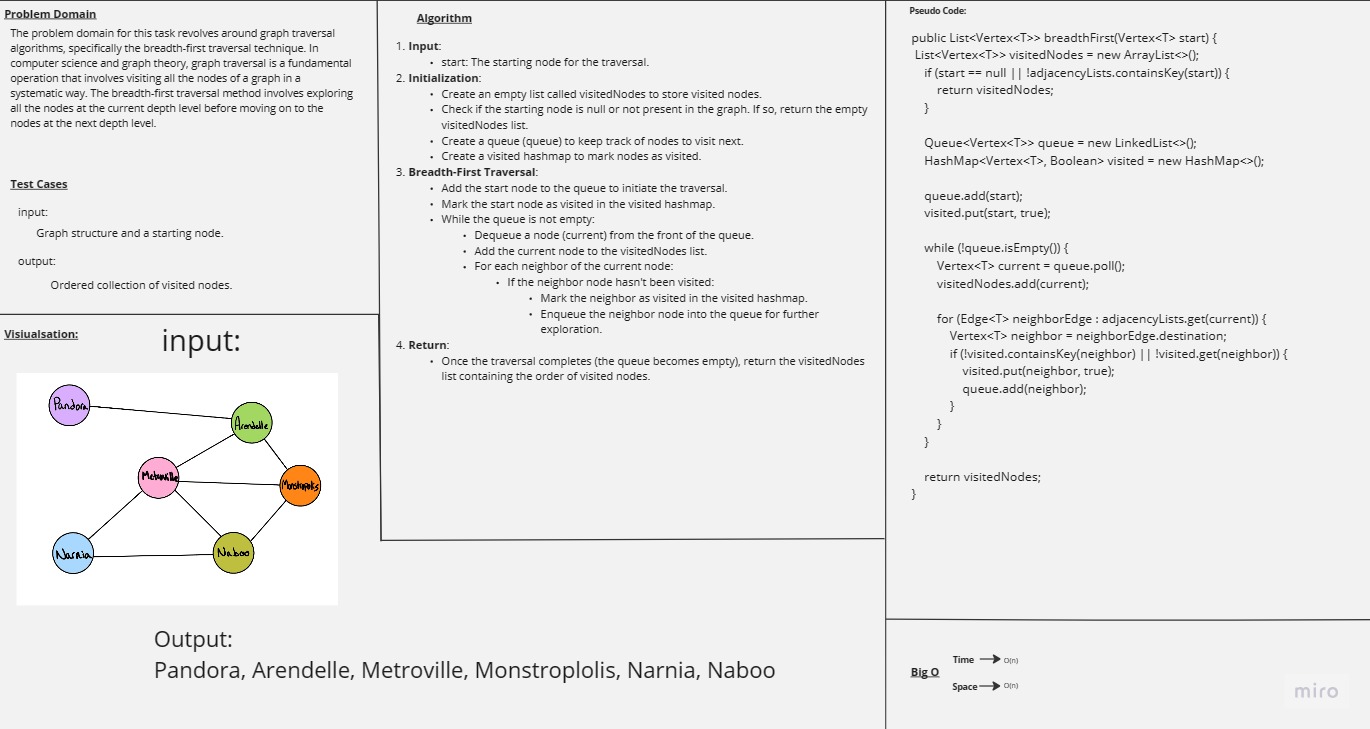 Problem Domain
The problem domain for this task revolves around graph traversal
algorithms, specifically the breadth-first traversal technique. In
computer science and graph theory, graph traversal is a fundamental
operation that involves visiting all the nodes of a graph in a
systematic way. The breadth-first traversal method involves exploring
all the nodes at the current depth level before moving on to the
nodes at the next depth level.
Test Cases
input:
Graph structure and a starting node.
output:
Ordered collection of visited nodes.
Visiualsation:
input:
Pandora
Arendelle
Metroville
Monstropolis
Narnia
Naboo
Output:
Pandora, Arendelle, Metroville, Monstroplolis, Narnia, Naboo
Algorithm
1. Input:
• start: The starting node for the traversal.
2. Initialization:
• Create an empty list called visitedNodes to store visited nodes.
• Check if the starting node is null or not present in the graph. If so, return the empty
visitedNodes list.
• Create a queue (queue) to keep track of nodes to visit next.
• Create a visited hashmap to mark nodes as visited.
3. Breadth-First Traversal:
• Add the start node to the queue to initiate the traversal.
• Mark the start node as visited in the visited hashmap.
• While the queue is not empty:
• Dequeue a node (current) from the front of the queue.
• Add the current node to the visitedNodes list.
• For each neighbor of the current node:
• If the neighbor node hasn't been visited:
• Mark the neighbor as visited in the visited hashmap.
• Enqueue the neighbor node into the queue for further
exploration.
4. Return:
• Once the traversal completes (the queue becomes empty), return the visitedNodes
list containing the order of visited nodes.
Pseudo Code:
public List<Vertex<T>> breadthFirst(Vertex<T> start) {
List<Vertex<T>> visitedNodes = new ArrayList<>();
if (start == null || !adjacencyLists.containsKey(start)) {
return visitedNodes;
}
Queue<Vertex<T>> queue = new LinkedList<>();
HashMap<Vertex<T>, Boolean> visited = new HashMap<>();
queue.add(start);
visited.put(start, true);
while (!queue.isEmpty()) {
Vertex<T> current = queue.poll();
visitedNodes.add(current);
for (Edge<T> neighborEdge : adjacencyLists.get(current)) {
Vertex<T> neighbor = neighborEdge.destination;
if (!visited.containsKey(neighbor) || !visited.get(neighbor)) {
visited.put(neighbor, true);
queue.add(neighbor);
}
}
}
return visitedNodes;
}
Big O
Time O(n)
Space O(n)
miro